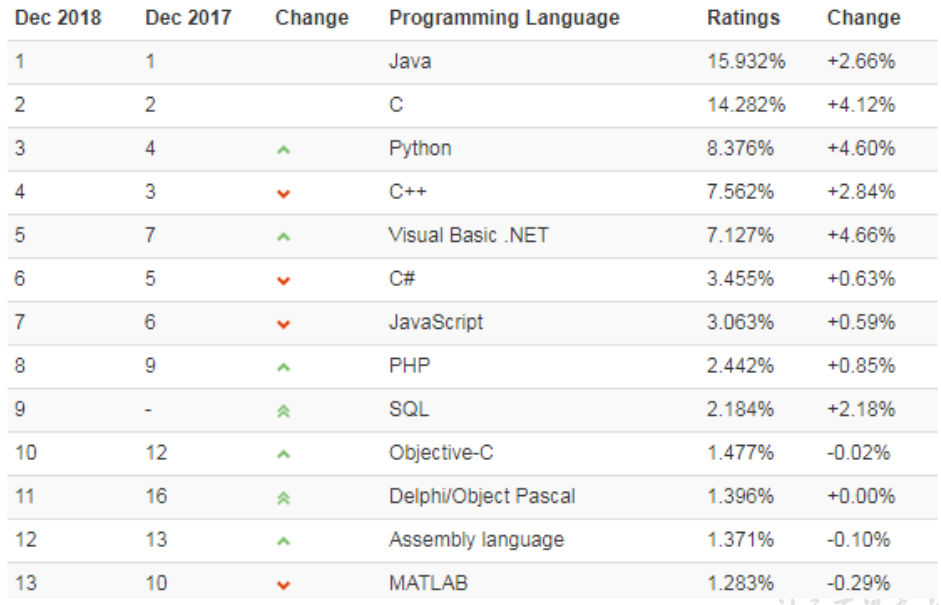 Dec 2018 Dec 2017 Change Programming Language Ratings Change
1 1 Java 15.932% +2.66%
2 2 C 14.282% +4.12%
3 4 Python 8.376% +4.60%
4 3 C++ 7.562% +2.84%
5 7 Visual Basic .NET 7.127% +4.66%
6 5 C# 3.455% +0.63%
7 6 JavaScript 3.063% +0.59%
8 9 PHP 2.442% +0.85%
9 - SQL 2.184% +2.18%
10 12 Objective-C 1.477% -0.02%
11 16 Delphi/Object Pascal 1.396% +0.00%
12 13 Assembly language 1.371% -0.10%
13 10 MATLAB 1.283% -0.29%